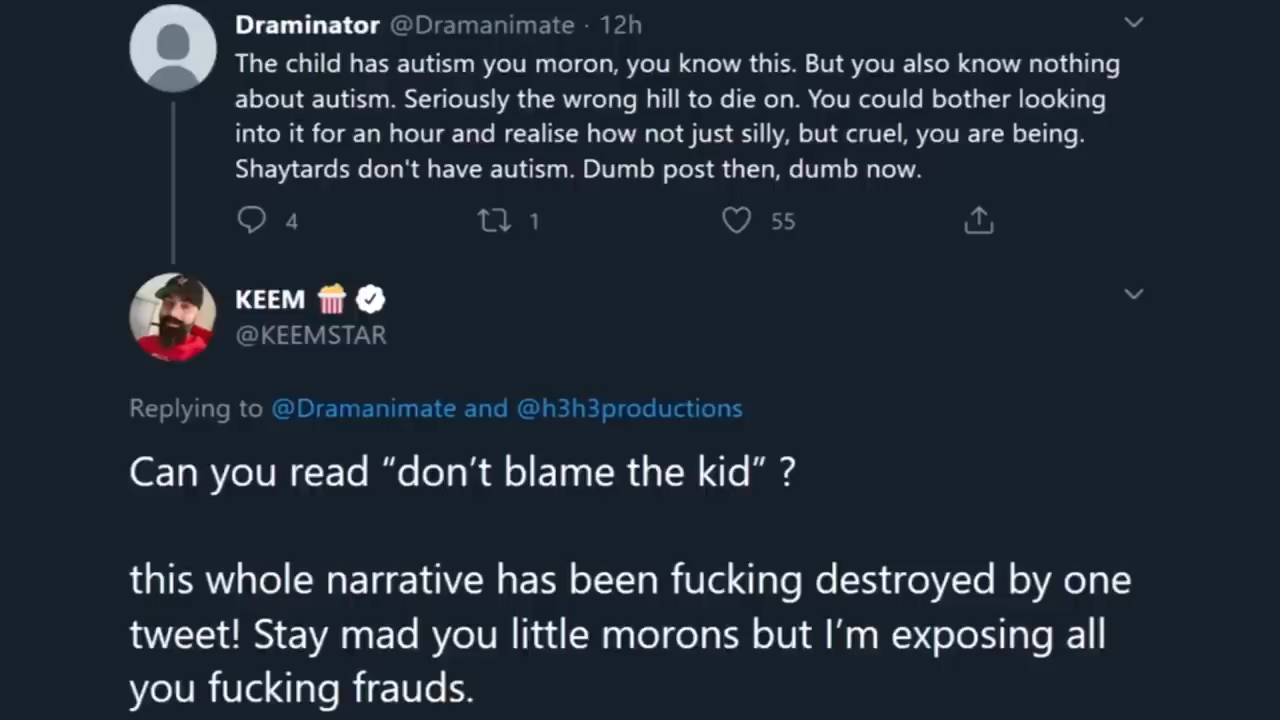 Draminator @Dramanimate · 12h
The child has autism you moron, you know this. But you also know nothing
about autism. Seriously the wrong hill to die on. You could bother looking
into it for an hour and realise how not just silly, but cruel, you are being.
Shaytards don't have autism. Dumb post then, dumb now.
4 1 55
KEEM 🍿
@KEEMSTAR
Replying to @Dramanimate and @h3h3productions
Can you read “don’t blame the kid” ?
this whole narrative has been fucking destroyed by one
tweet! Stay mad you little morons but I’m exposing all
you fucking frauds.